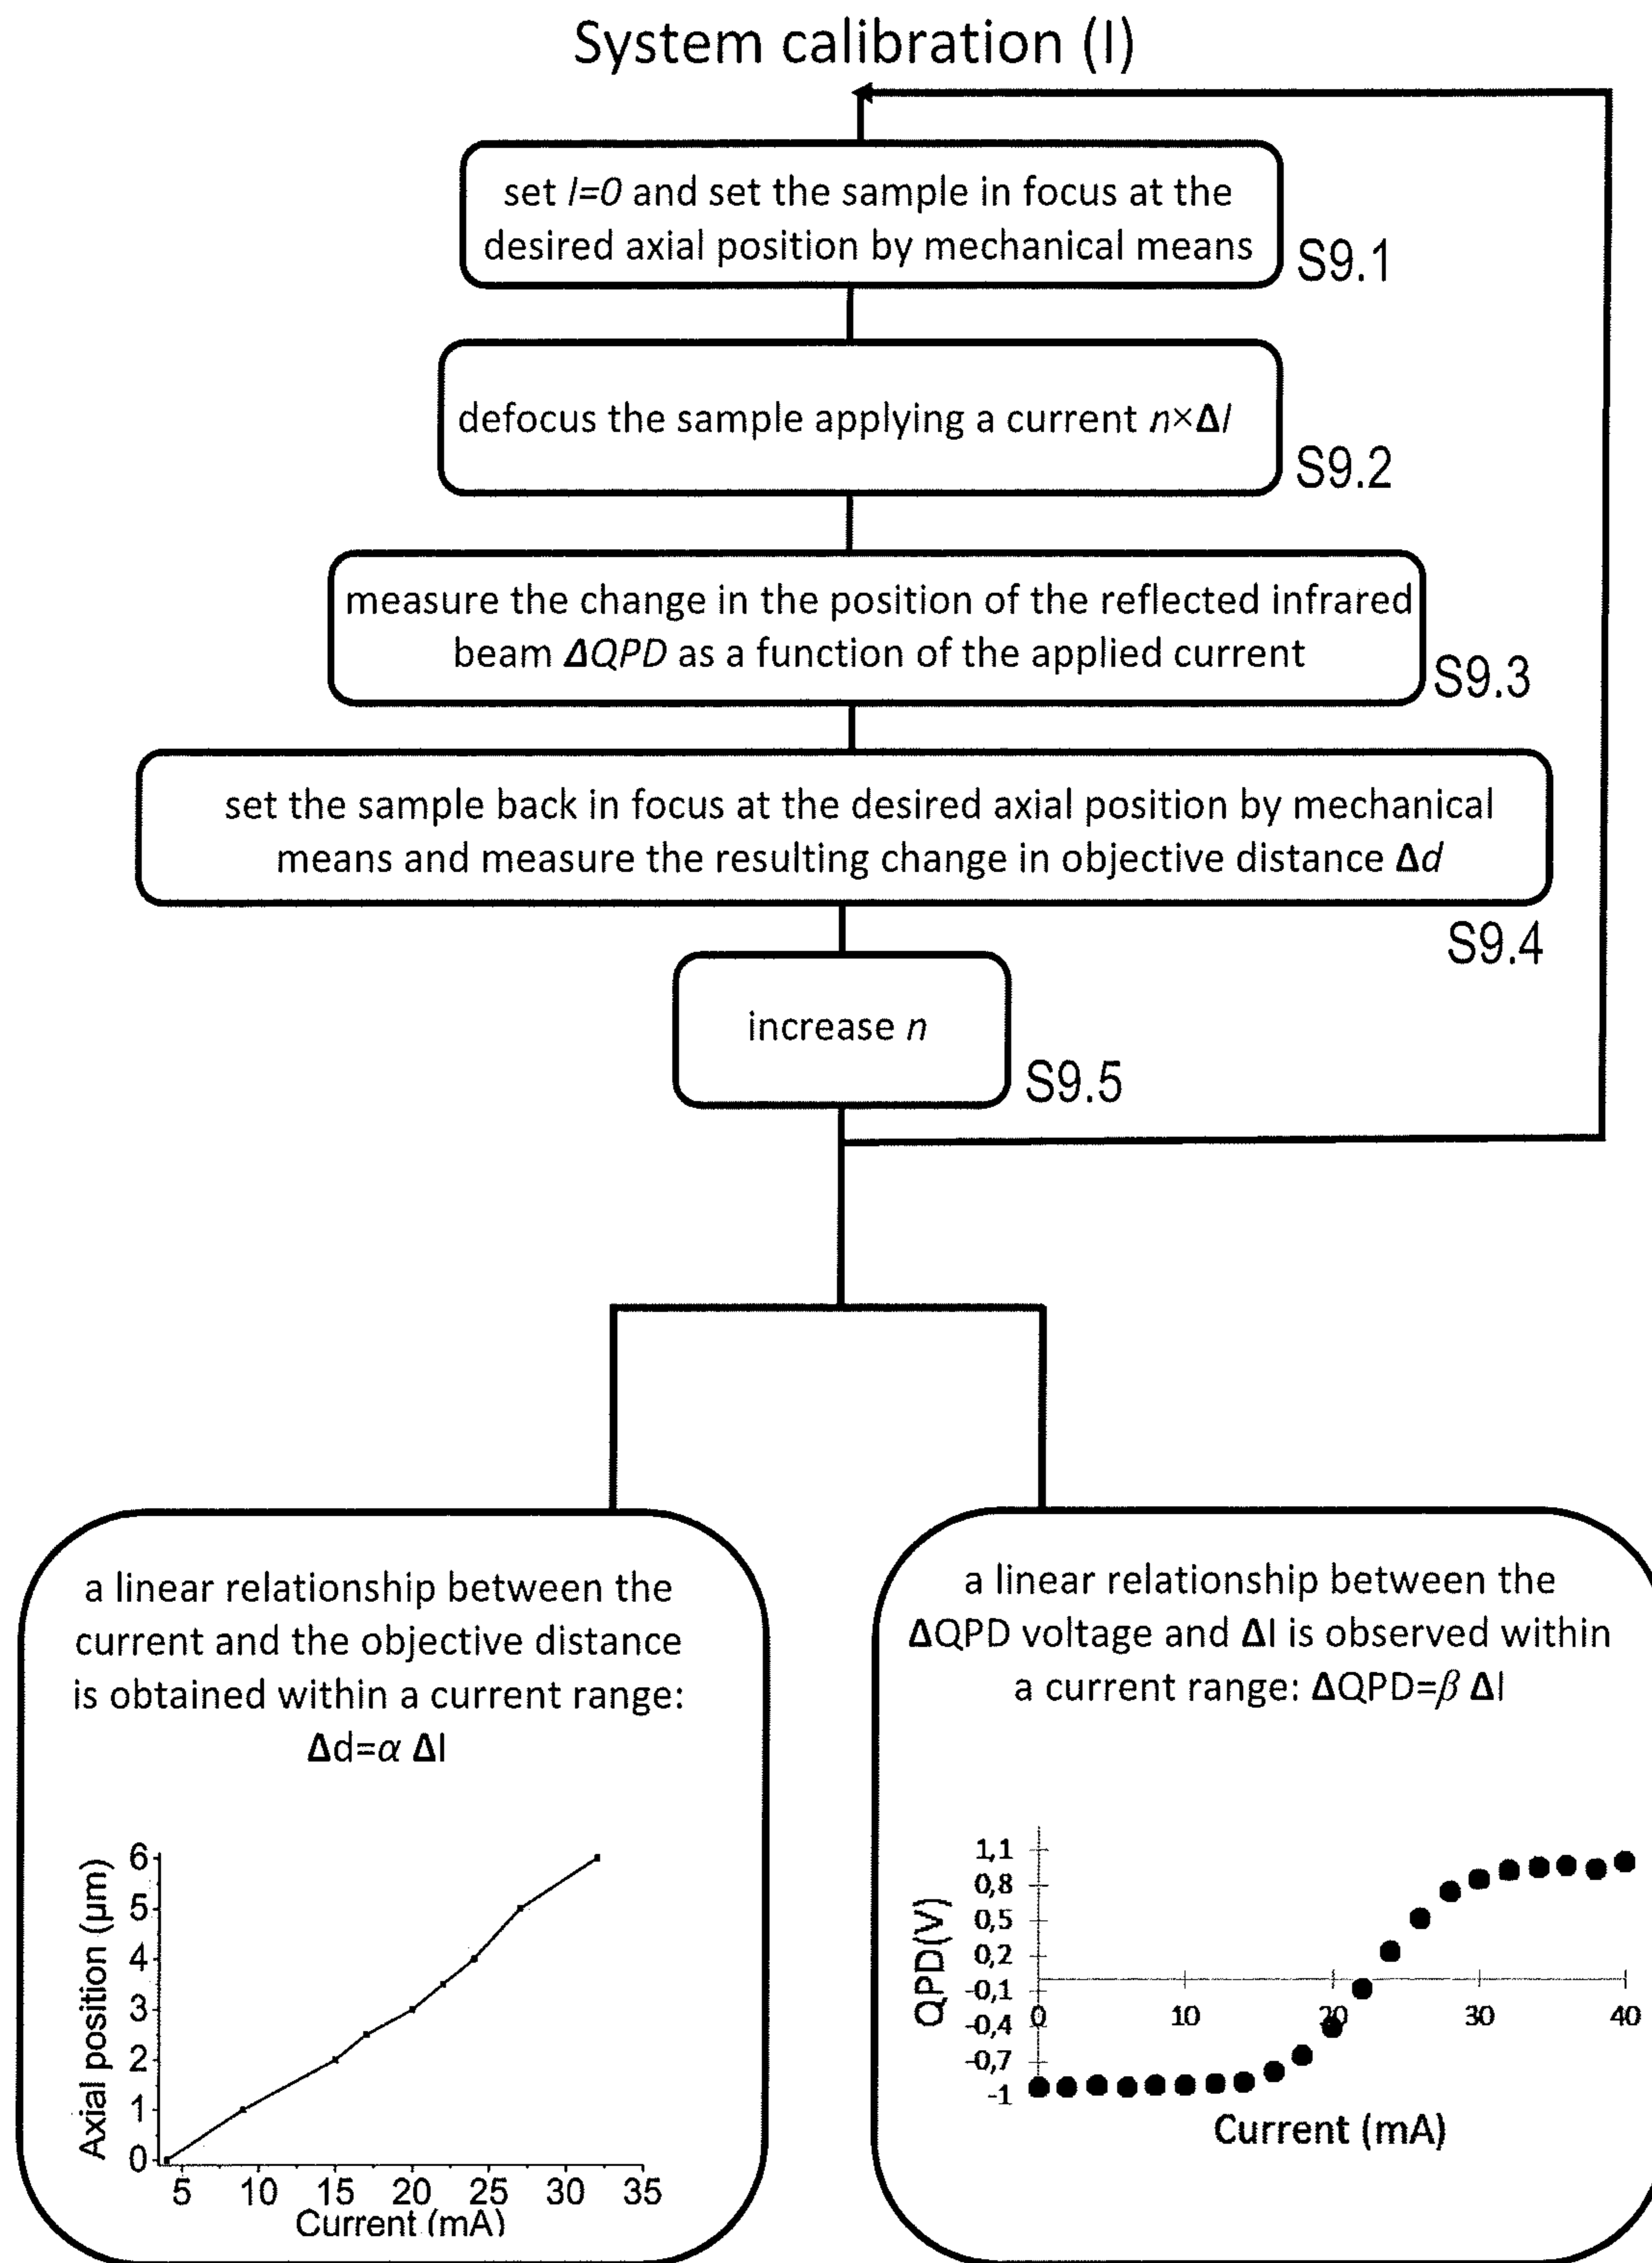 System calibration (I)
set I=0 and set the sample in focus at the
desired axial position by mechanical means
S9.1
defocus the sample applying a current n×ΔI
S9.2
measure the change in the position of the reflected infrared
beam ΔQPD as a function of the applied current
S9.3
set the sample back in focus at the desired axial position by mechanical
means and measure the resulting change in objective distance Δd
S9.4
increase n
S9.5
a linear relationship between the
current and the objective distance
is obtained within a current range:
Δd=α ΔI
Axial position (µm)
6
5
4
3
2
1
0
5 10 15 20 25 30 35
Current (mA)
a linear relationship between the
ΔQPD voltage and ΔI is observed within
a current range: ΔQPD=β ΔI
QPD(V)
1,1
0,8
0,5
0,2
-0,1
-0,4
-0,7
-1
0 10 20 30 40
Current (mA)